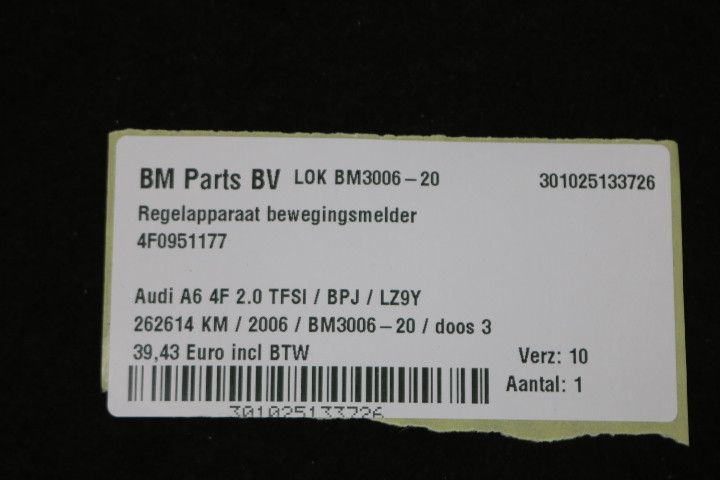 BM Parts BV LOK BM3006-20 301025133726
Regelapparaat bewegingsmelder
4F0951177
Audi A6 4F 2.0 TFSI / BPJ / LZ9Y
262614 KM / 2006 / BM3006-20 / doos 3
39,43 Euro incl BTW Verz: 10
Aantal: 1
301025133726